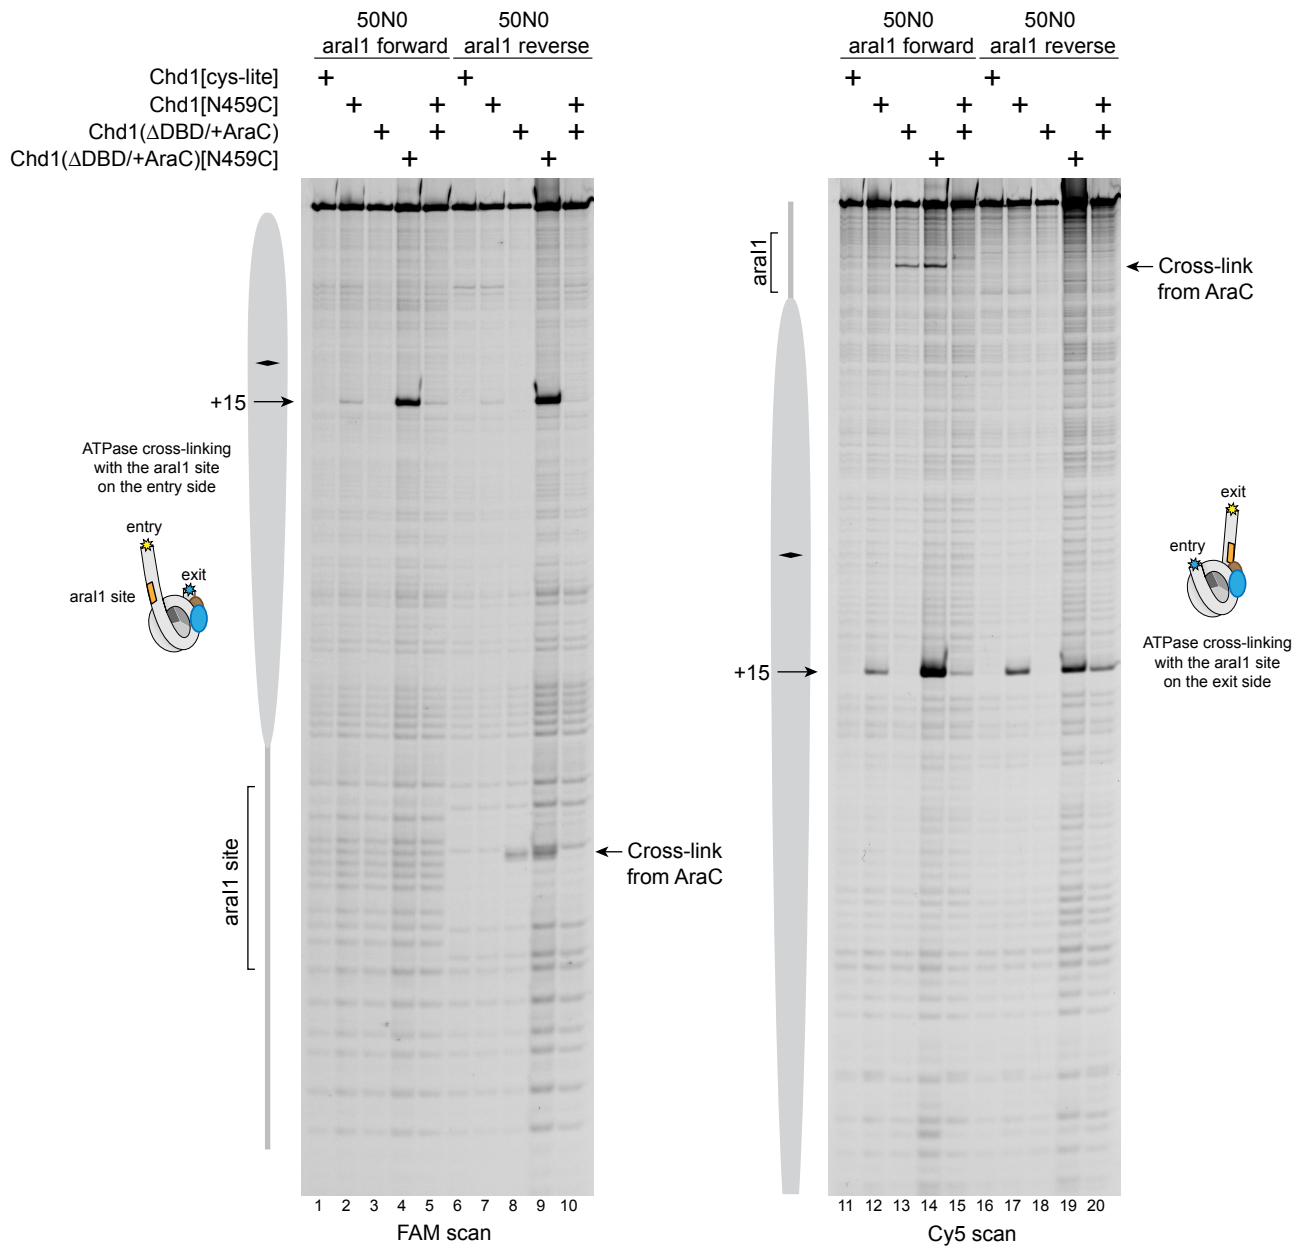 50N0
araI1 forward
50N0
araI1 reverse
50N0
araI1 forward
50N0
araI1 reverse
Chd1[cys-lite] + + + +
Chd1[N459C] + + + + + + + +
Chd1(ΔDBD/+AraC) + + + + + + + +
Chd1(ΔDBD/+AraC)[N459C] + + + +
araI1
Cross-link
from AraC
+15
ATPase cross-linking
with the araI1 site
on the entry side
entry
exit
araI1 site
exit
entry
ATPase cross-linking
with the araI1 site
on the exit side
+15
araI1 site
Cross-link
from AraC
1 2 3 4 5 6 7 8 9 10
FAM scan
11 12 13 14 15 16 17 18 19 20
Cy5 scan